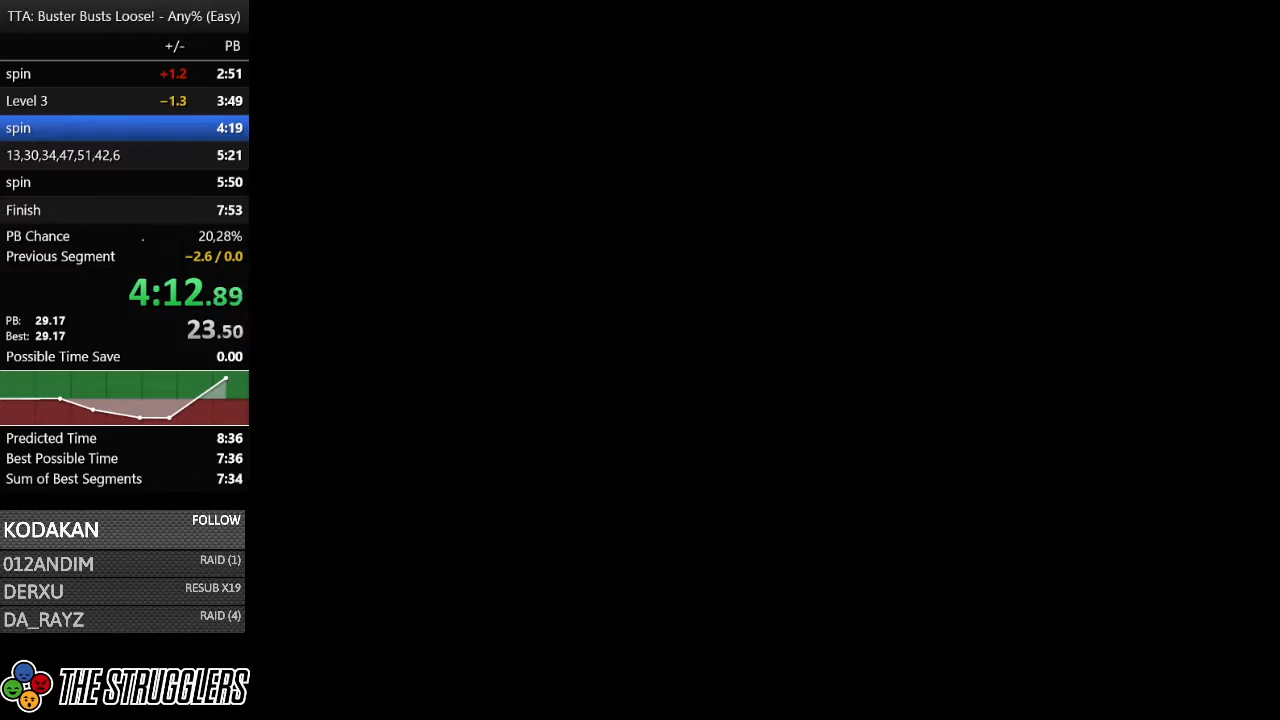 TTA: Buster Busts Loose! - Any% (Easy)
+/- PB
spin +1.2 2:51
Level 3 −1.3 3:49
spin 4:19
13,30,34,47,51,42,6 5:21
spin 5:50
Finish 7:53
PB Chance . 20,28%
Previous Segment −2.6 / 0.0
4:12.89
PB: 29.17
Best: 29.17
23.50
Possible Time Save 0.00
Predicted Time 8:36
Best Possible Time 7:36
Sum of Best Segments 7:34
KODAKAN FOLLOW
012ANDIM RAID (1)
DERXU RESUB X19
DA_RAYZ RAID (4)
THE STRUGGLERS